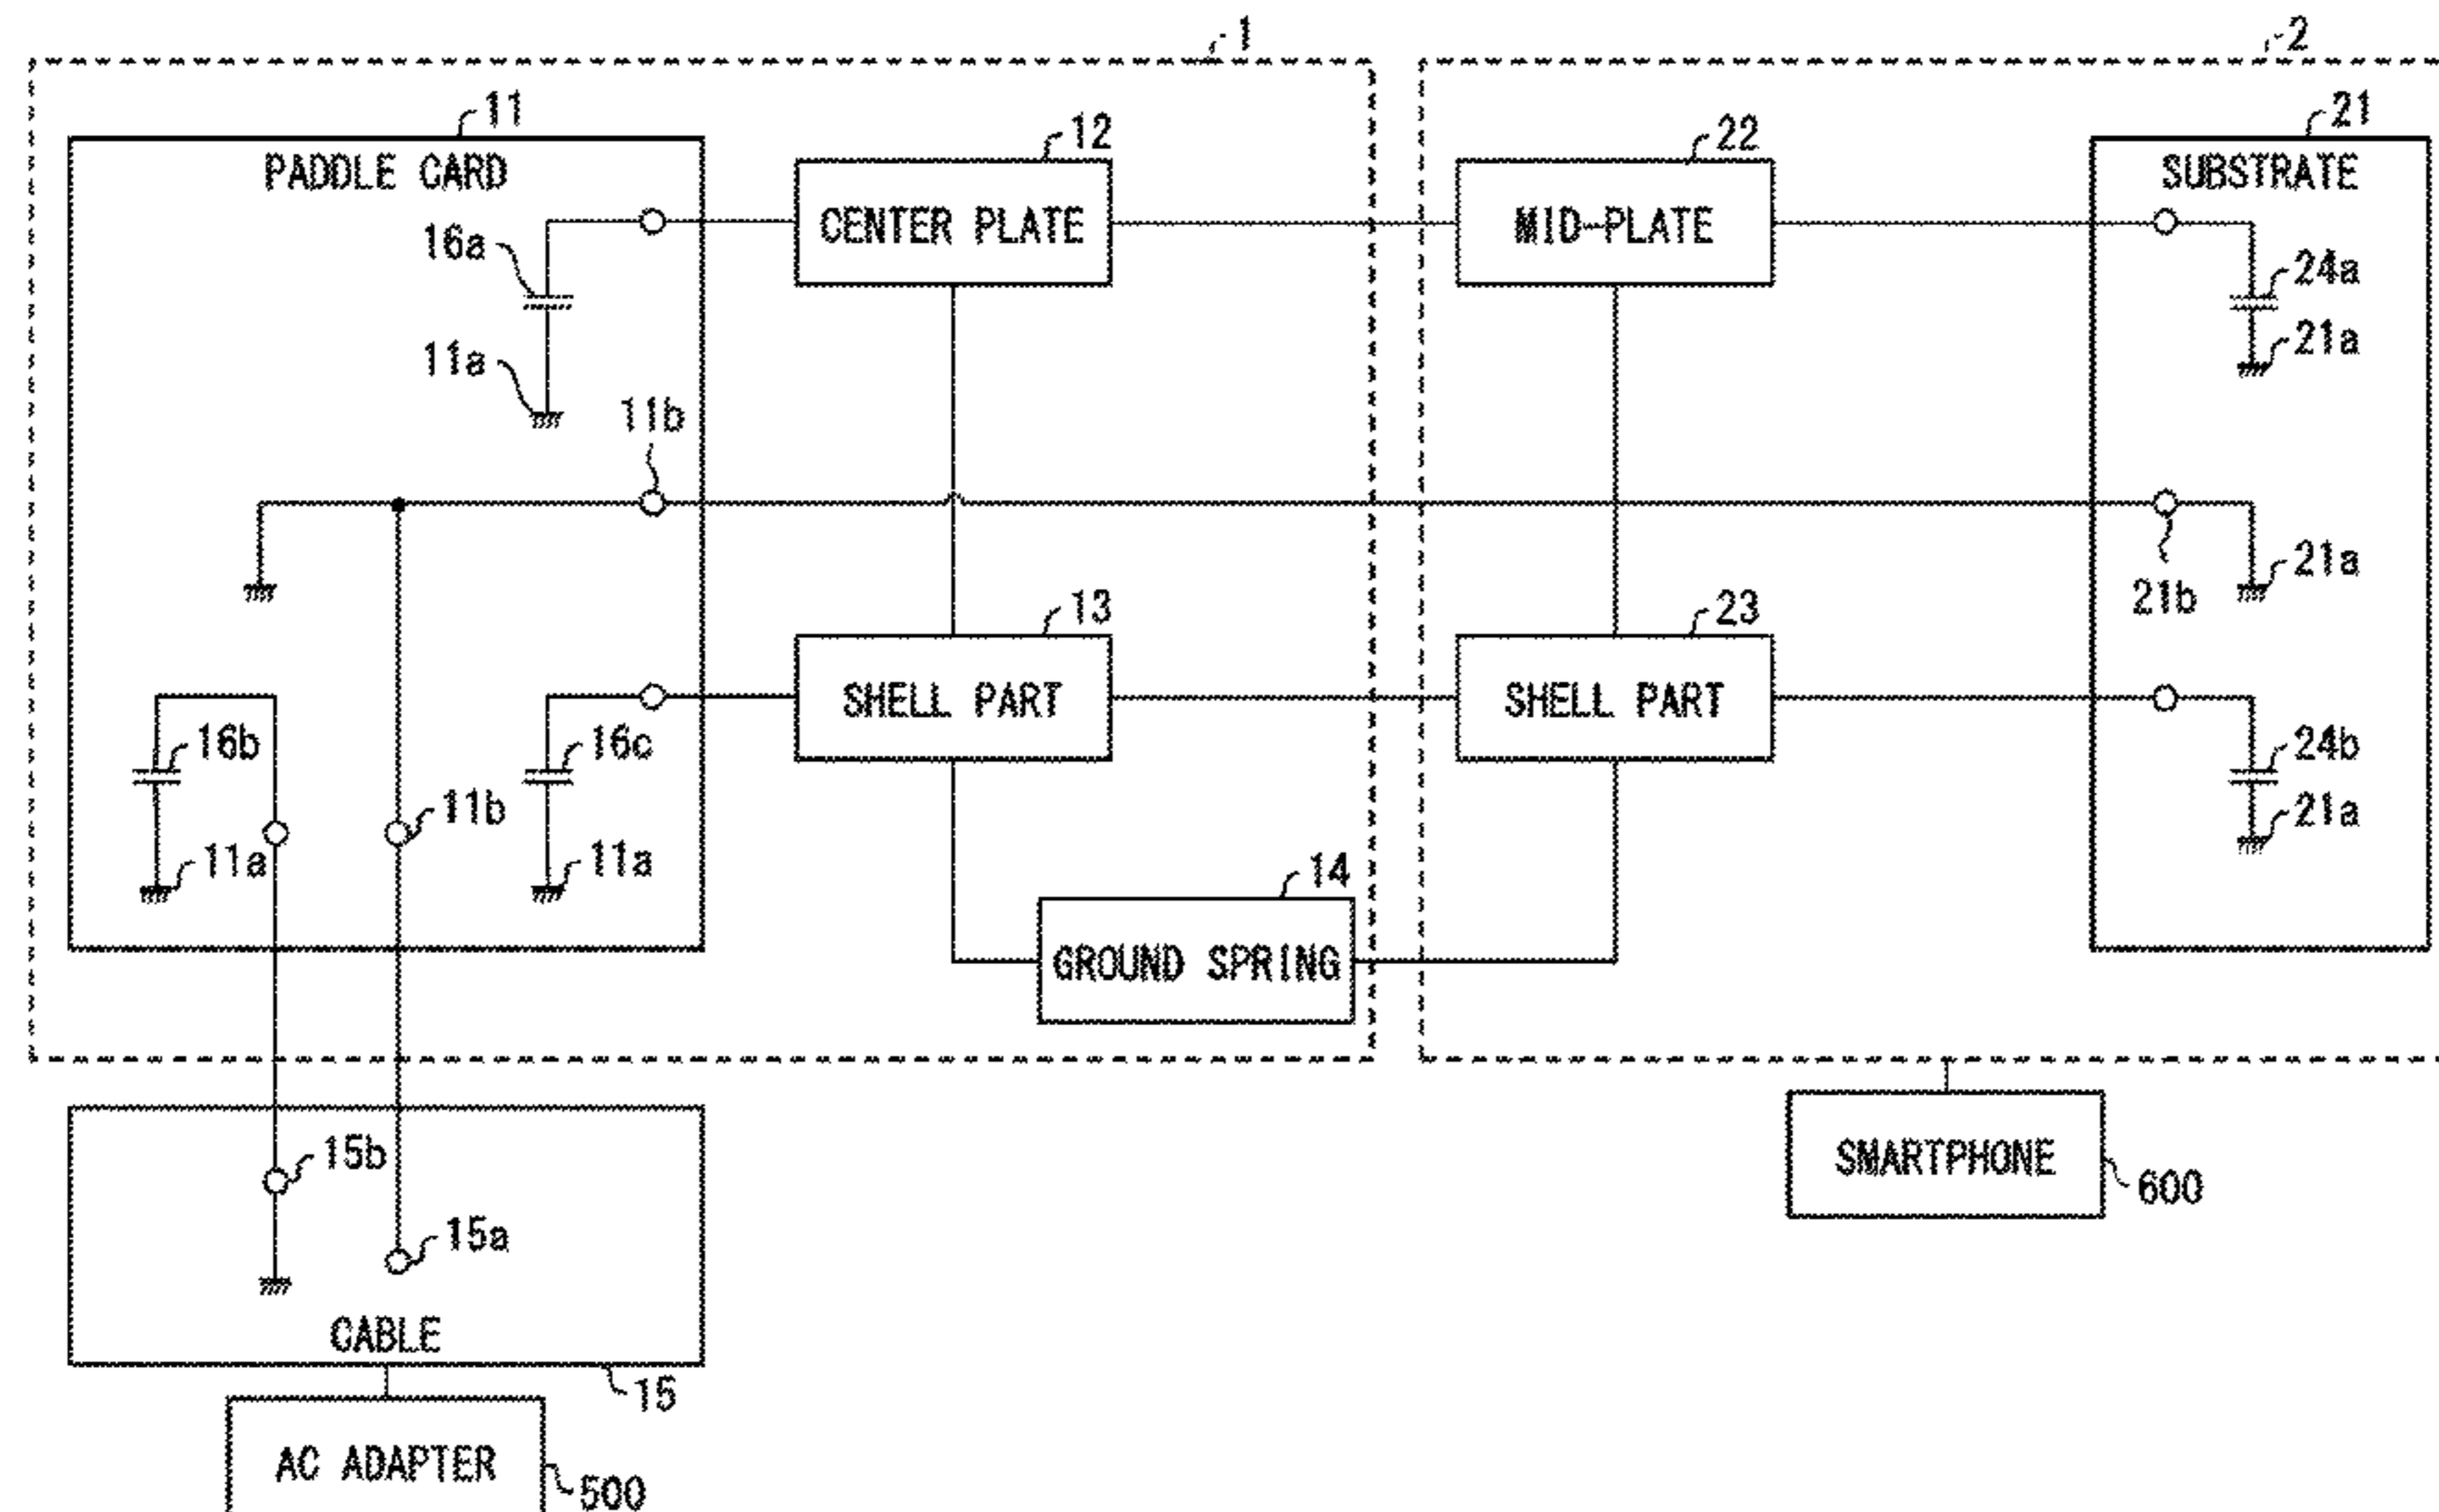 1
2
11
12
22
21
PADDLE CARD
SUBSTRATE
CENTER PLATE
MID-PLATE
16a
24a
11a
21a
11b
21a
21b
13
23
SHELL PART
SHELL PART
16b
16c
24b
11b
21a
11a
11a
14
GROUND SPRING
15b
SMARTPHONE
600
15a
CABLE
15
AC ADAPTER
500